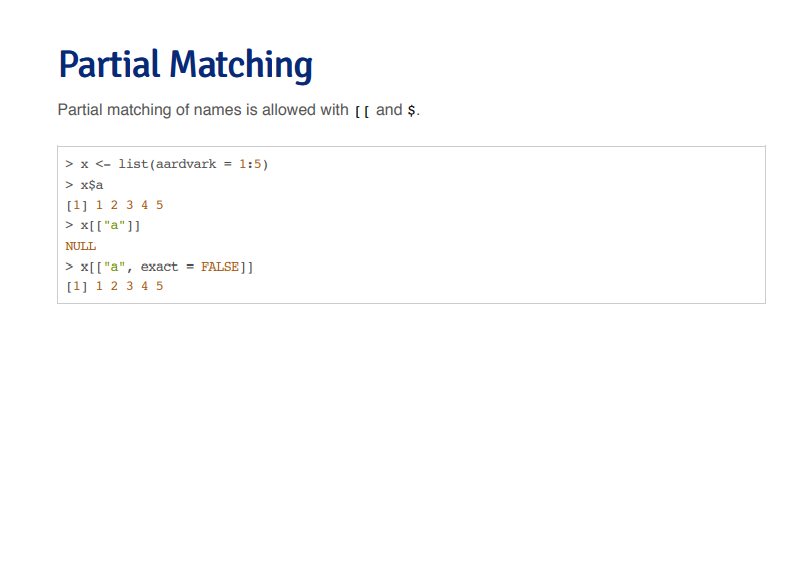 Partial Matching
Partial matching of names is allowed with [[ and $.
> x <- list(aardvark = 1:5)
> x$a
[1] 1 2 3 4 5
> x[["a"]]
NULL
> x[["a", exact = FALSE]]
[1] 1 2 3 4 5